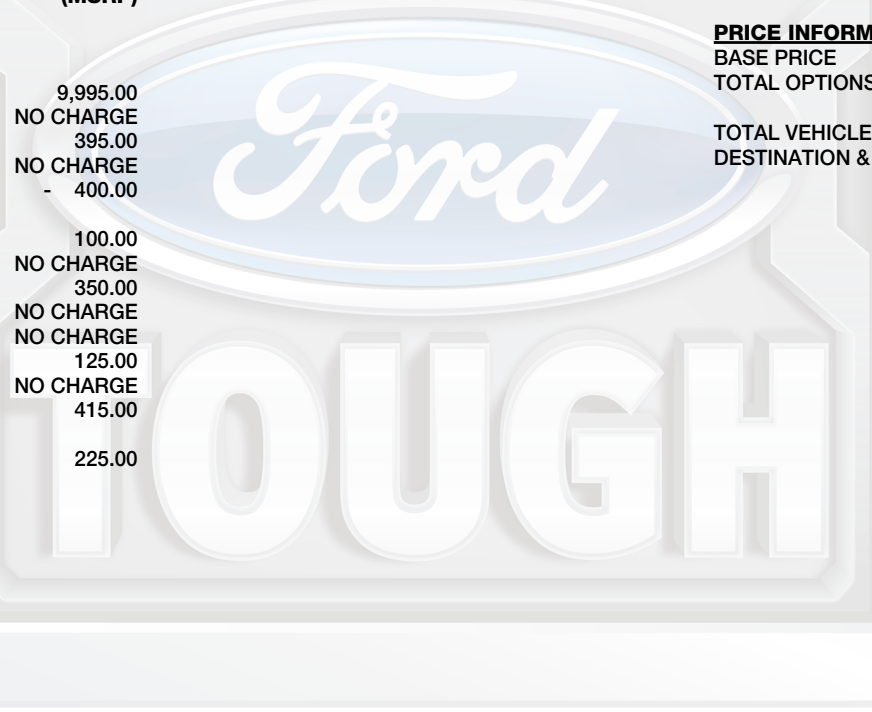 (MSRP)
9,995.00
NO CHARGE
395.00
NO CHARGE
- 400.00
100.00
NO CHARGE
350.00
NO CHARGE
NO CHARGE
125.00
NO CHARGE
415.00
225.00
PRICE INFORM
BASE PRICE
TOTAL OPTIONS
TOTAL VEHICLE
DESTINATION &
Ford
TOUGH